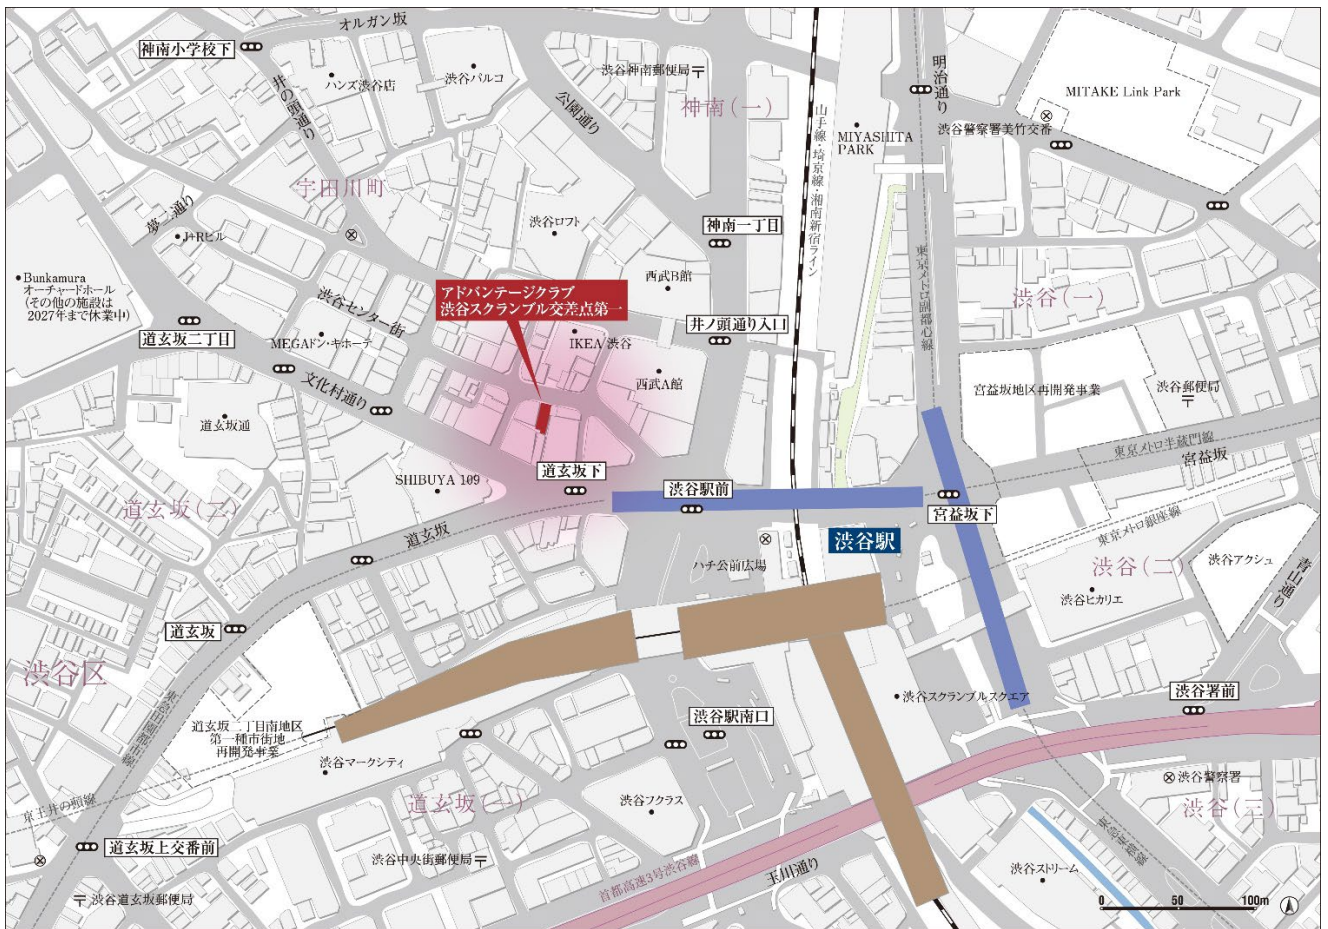 オルガン坂
神南小学校下
ハンズ渋谷店
渋谷パルコ
渋谷神南郵便局
井の頭通り
公園通り
神南(一)
山手線・埼京線・湘南新宿ライン
MIYASHITA
PARK
明治通り
MITAKE Link Park
渋谷警察署美竹交番
宇田川町
夢二通り
J+Rビル
渋谷ロフト
神南一丁目
西武B館
東京メトロ副都心線
渋谷(一)
Bunkamura
オーチャードホール
(その他の施設は
2027年まで休業中)
渋谷センター街
アドバンテージクラブ
渋谷スクランブル交差点第一
道玄坂二丁目
MEGAドン・キホーテ
IKEA 渋谷
井ノ頭通り入口
文化村通り
西武A館
宮益坂地区再開発事業
渋谷郵便局
道玄坂通
東京メトロ半蔵門線
宮益坂
SHIBUYA 109
道玄坂下
渋谷駅前
宮益坂下
道玄坂(二)
道玄坂
渋谷駅
東京メトロ銀座線
ハチ公前広場
渋谷(二)
渋谷アクシュ
青山通り
渋谷ヒカリエ
道玄坂
渋谷区
東急田園都市線
渋谷スクランブルスクエア
渋谷署前
道玄坂二丁目南地区
第一種市街地
再開発事業
渋谷駅南口
渋谷マークシティ
京王井の頭線
道玄坂(一)
渋谷フクラス
渋谷警察署
渋谷(三)
東急東横線
道玄坂上交番前
渋谷中央街郵便局
首都高速3号渋谷線
玉川通り
渋谷ストリーム
渋谷道玄坂郵便局
0 50 100m